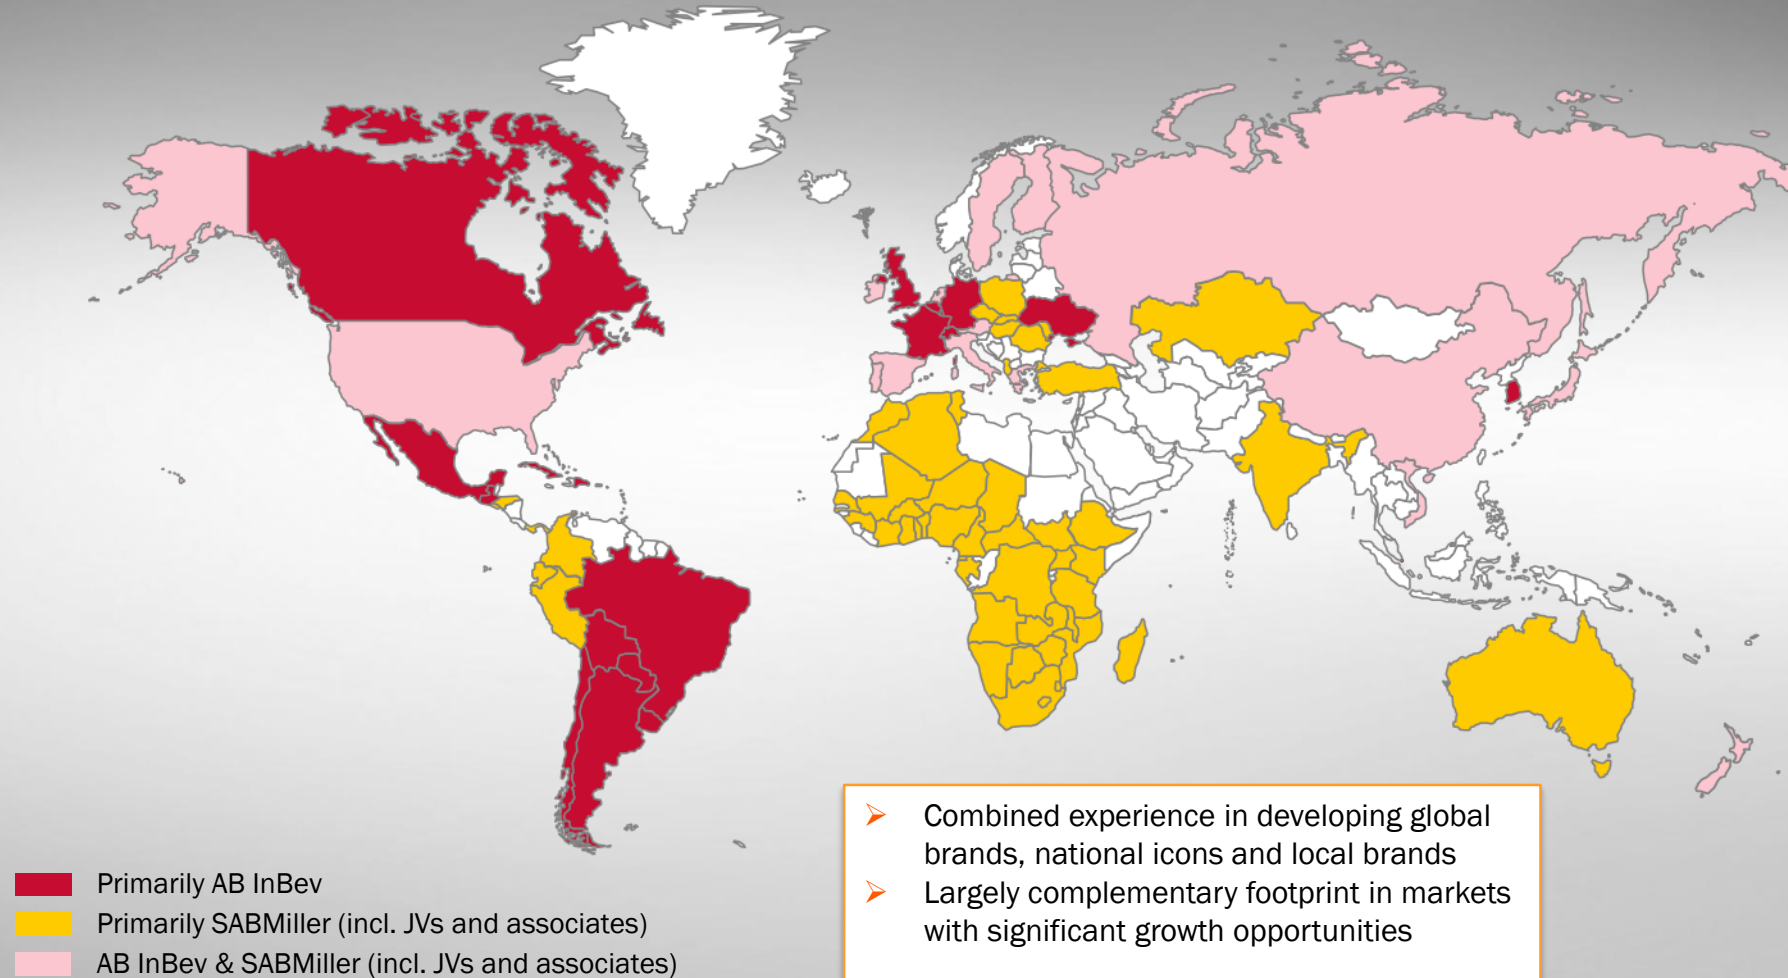 Combined experience in developing global
brands, national icons and local brands
Largely complementary footprint in markets
with significant growth opportunities
Primarily AB InBev
Primarily SABMiller (incl. JVs and associates)
AB InBev & SABMiller (incl. JVs and associates)